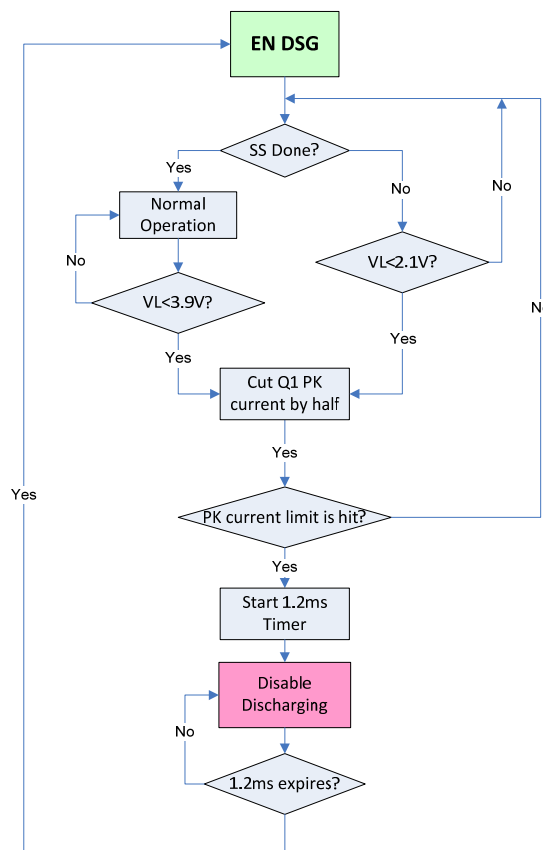 EN DSG
SS Done?
Yes
No
Normal
Operation
No
VL<2.1V?
No
VL<3.9V?
Yes
Yes
Cut Q1 PK
current by half
Yes
Yes
PK current limit is hit?
Yes
Start 1.2ms
Timer
Disable
Discharging
No
1.2ms expires?